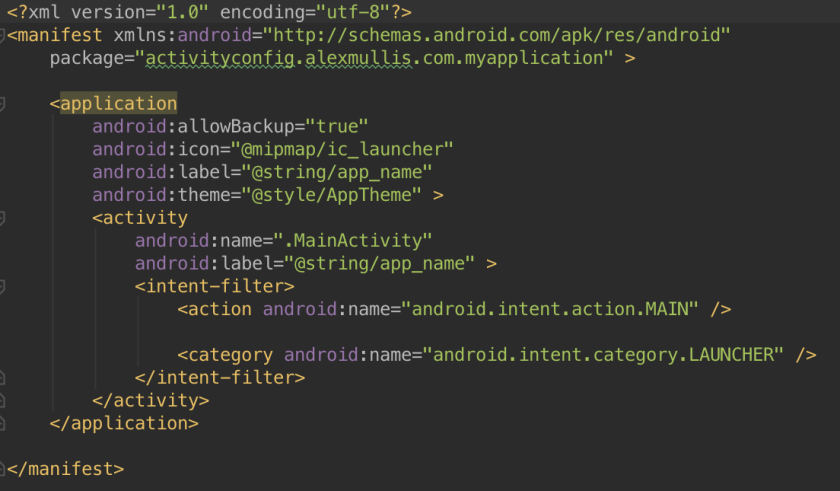 <?xml version="1.0" encoding="utf-8"?>
<manifest xmlns:android="http://schemas.android.com/apk/res/android"
    package="activityconfig.alexmullis.com.myapplication" >

    <application
        android:allowBackup="true"
        android:icon="@mipmap/ic_launcher"
        android:label="@string/app_name"
        android:theme="@style/AppTheme" >
        <activity
            android:name=".MainActivity"
            android:label="@string/app_name" >
            <intent-filter>
                <action android:name="android.intent.action.MAIN" />

                <category android:name="android.intent.category.LAUNCHER" />
            </intent-filter>
        </activity>
    </application>

</manifest>